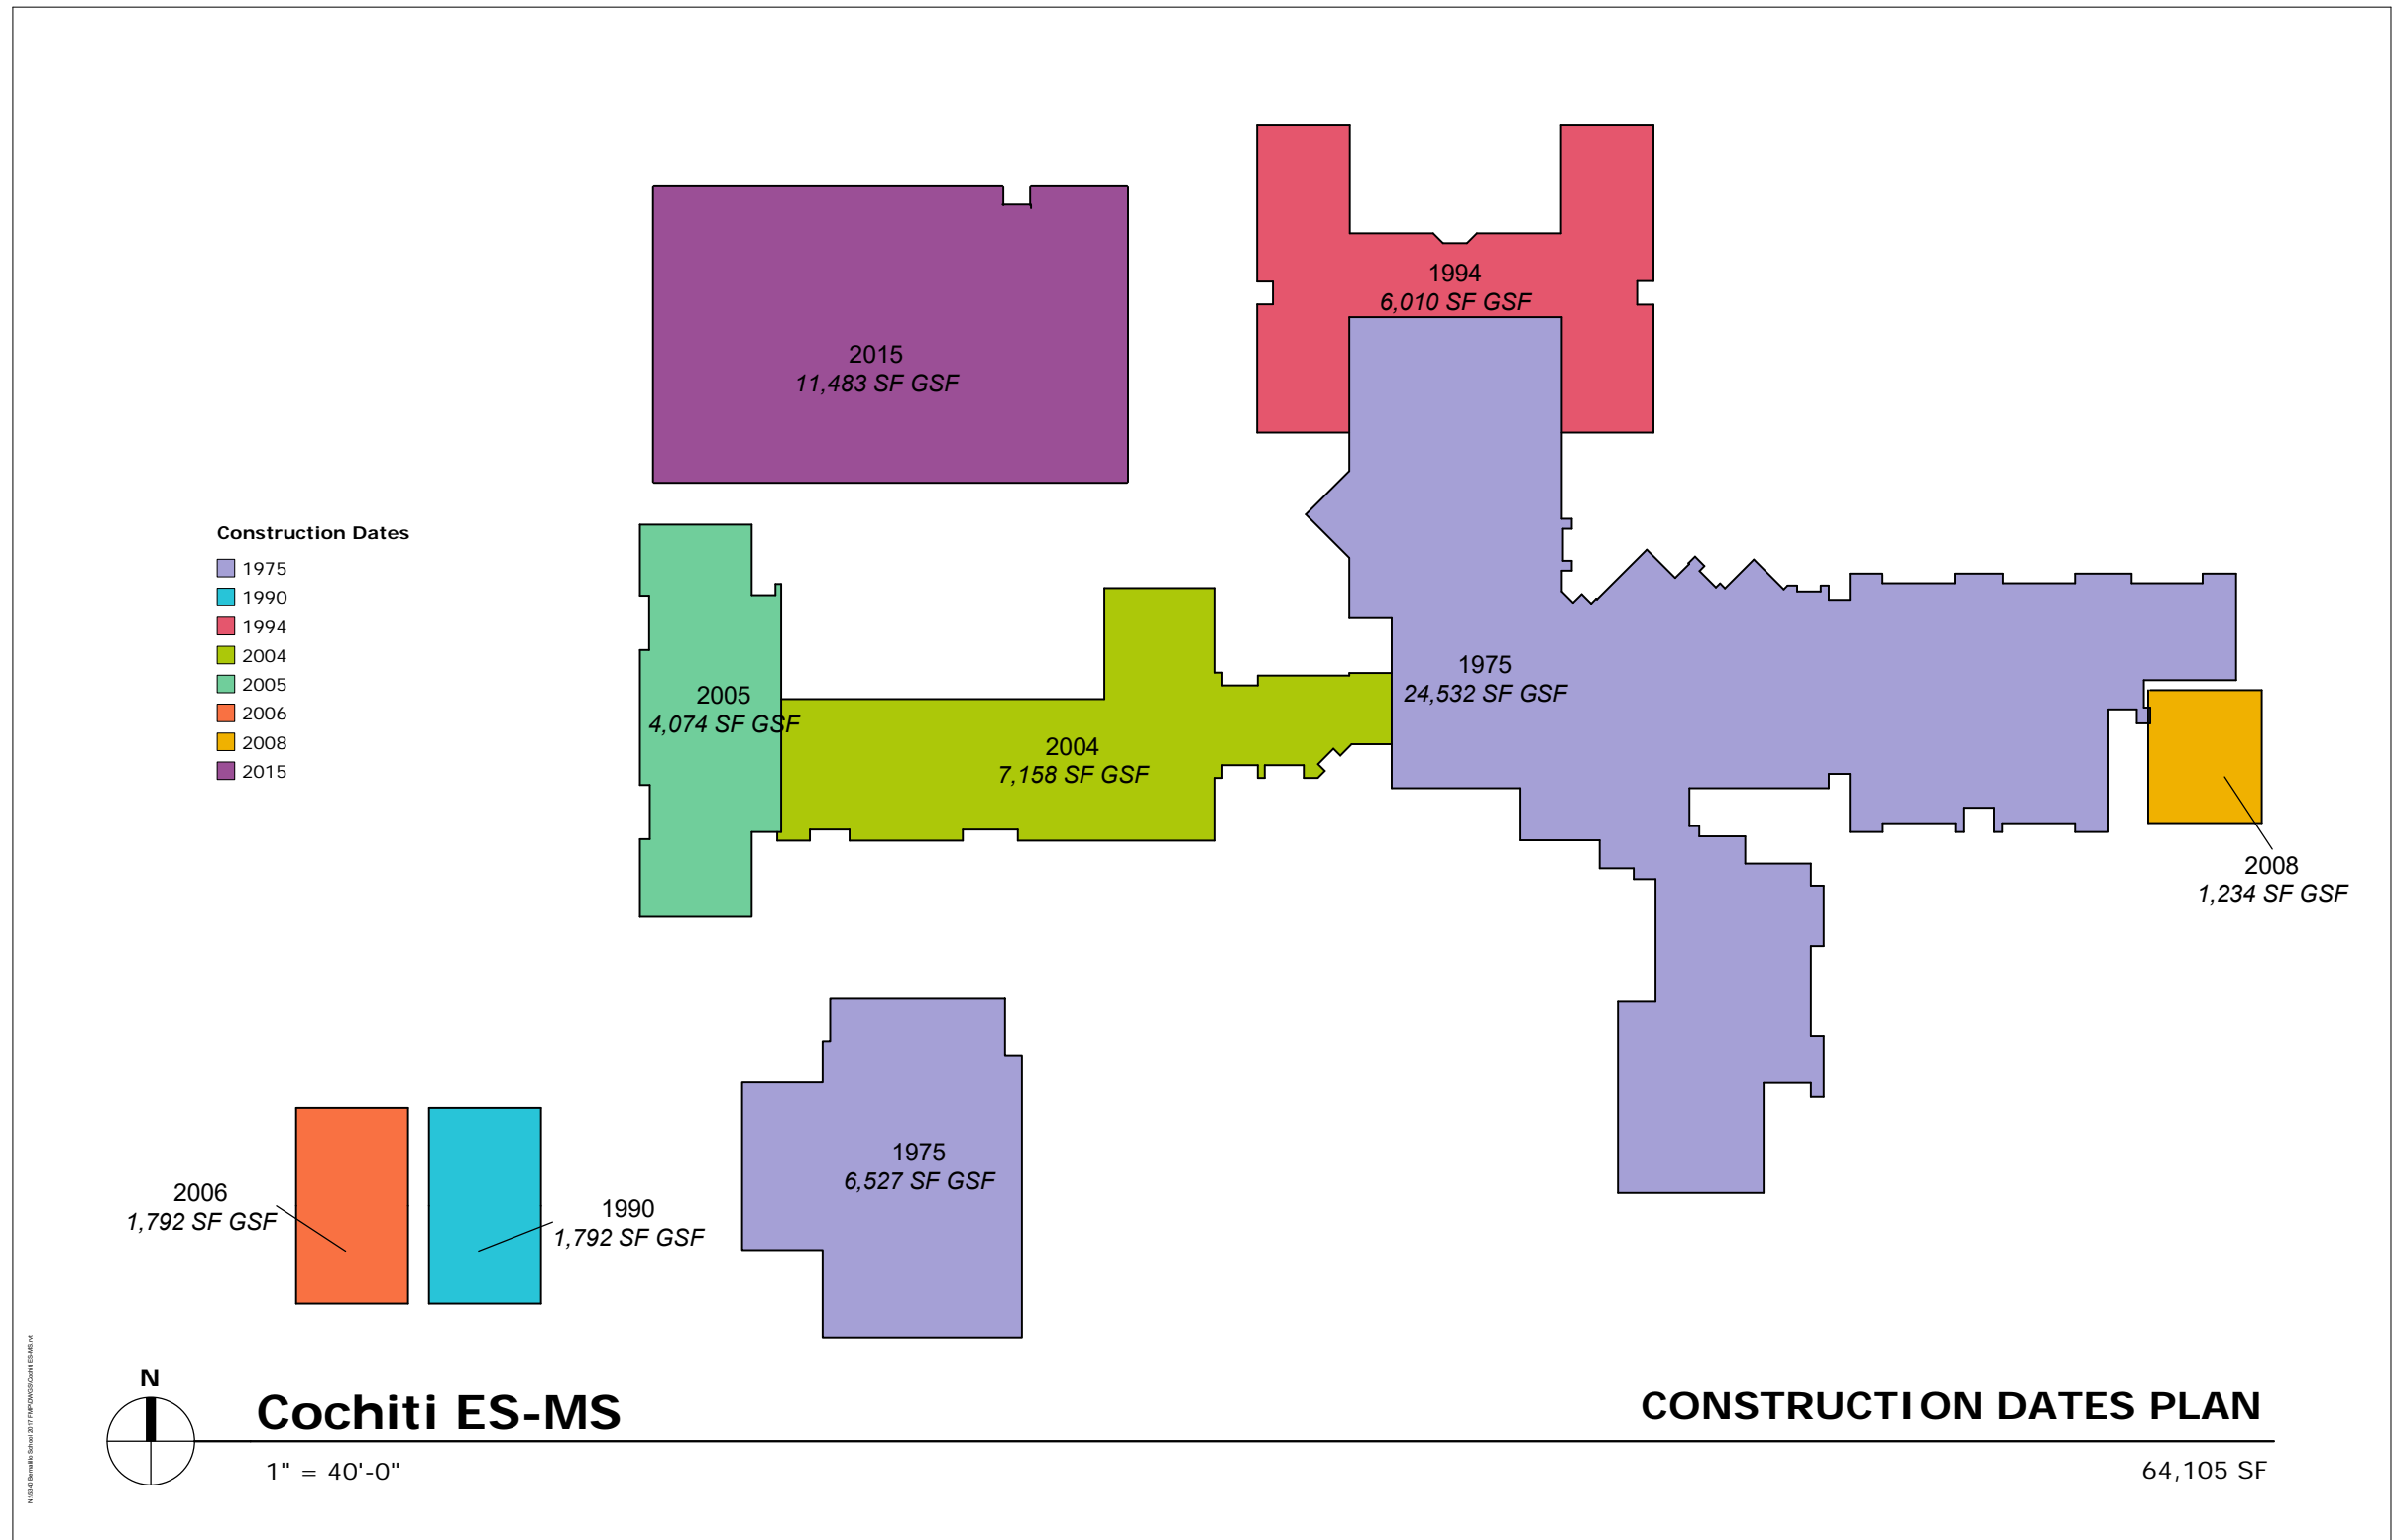 1994
6,010 SF GSF
2015
11,483 SF GSF
Construction Dates
1975
1990
1994
2004
2005
2006
2008
2015
1975
24,532 SF GSF
2005
4,074 SF GSF
2004
7,158 SF GSF
2008
1,234 SF GSF
1975
6,527 SF GSF
2006
1,792 SF GSF
1990
1,792 SF GSF
N
Cochiti ES-MS
CONSTRUCTION DATES PLAN
1" = 40'-0"
64,105 SF